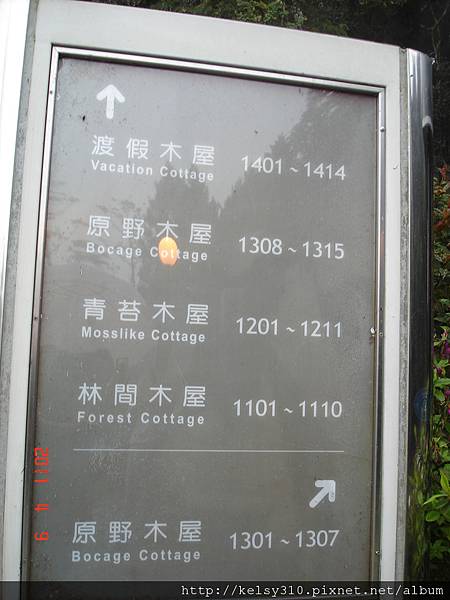 ↑
渡假木屋 1401~1414
Vacation Cottage
原野木屋 1308~1315
Bocage Cottage
青苔木屋 1201~1211
Mosslike Cottage
林間木屋 1101~1110
Forest Cottage
↗
原野木屋 1301~1307
Bocage Cottage
2011 4 9
http://kelsy310.pixnet.net/album